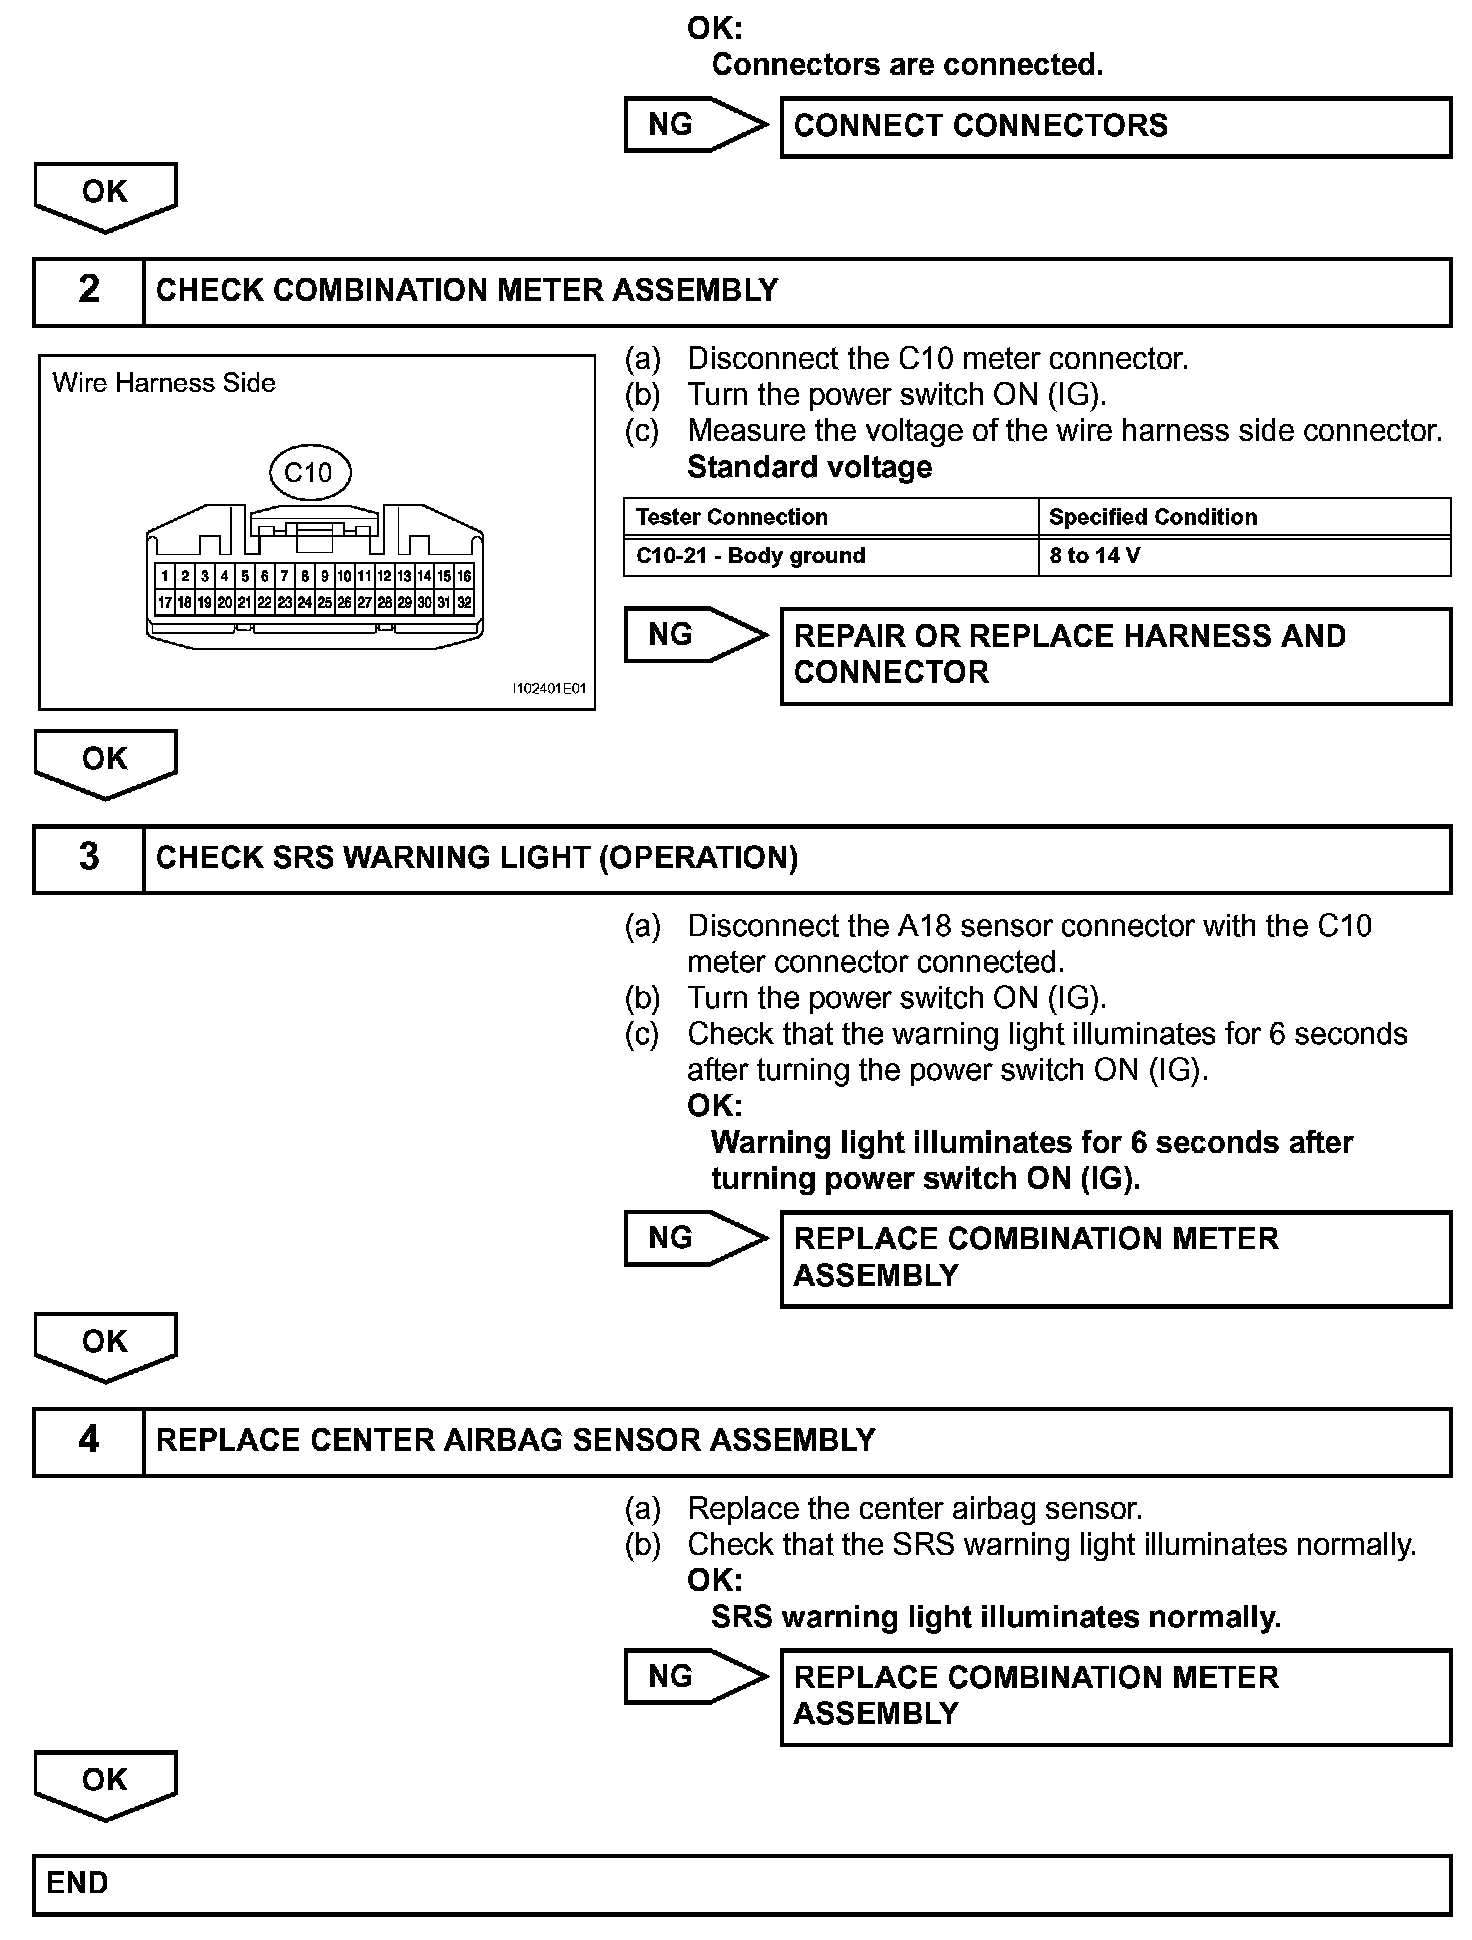 OK:
Connectors are connected.
NG
CONNECT CONNECTORS
OK
2
CHECK COMBINATION METER ASSEMBLY
Wire Harness Side
C10
1 2 3 4 5 6 7 8 9 10 11 12 13 14 15 16
17 18 19 20 21 22 23 24 25 26 27 28 29 30 31 32
I102401E01
(a) Disconnect the C10 meter connector.
(b) Turn the power switch ON (IG).
(c) Measure the voltage of the wire harness side connector.
Standard voltage
Tester Connection Specified Condition
C10-21 - Body ground 8 to 14 V
NG
REPAIR OR REPLACE HARNESS AND
CONNECTOR
OK
3
CHECK SRS WARNING LIGHT (OPERATION)
(a) Disconnect the A18 sensor connector with the C10
meter connector connected.
(b) Turn the power switch ON (IG).
(c) Check that the warning light illuminates for 6 seconds
after turning the power switch ON (IG).
OK:
Warning light illuminates for 6 seconds after
turning power switch ON (IG).
NG
REPLACE COMBINATION METER
ASSEMBLY
OK
4
REPLACE CENTER AIRBAG SENSOR ASSEMBLY
(a) Replace the center airbag sensor.
(b) Check that the SRS warning light illuminates normally.
OK:
SRS warning light illuminates normally.
NG
REPLACE COMBINATION METER
ASSEMBLY
OK
END